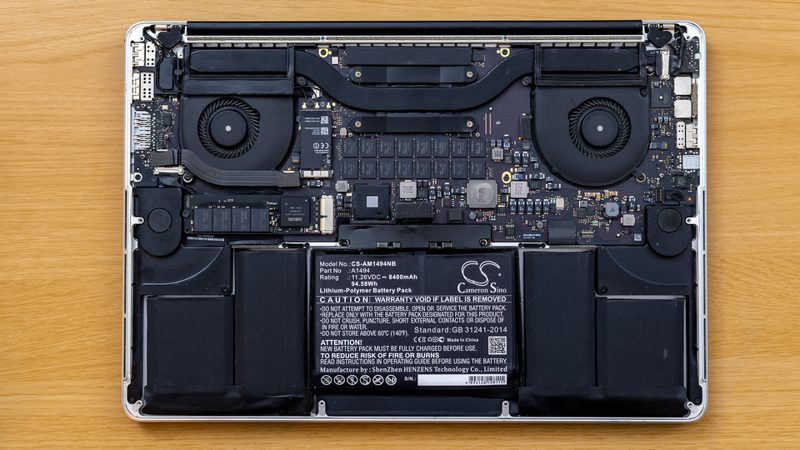 Model No.:CS-AM1494NB
Part No :A1494
Rating :11.26VDC⎓8400mAh
94.58Wh
Lithium-Polymer Battery Pack
CS
Cameron Sino
CAUTION: WARRANTY VOID IF LABEL IS REMOVED
•DO NOT ATTEMPT TO DISASSEMBLE, OPEN OR SERVICE THE BATTERY PACK.
•REPLACE ONLY WITH THE BATTERY PACK DESIGNATED FOR THIS PRODUCT.
•DO NOT CRUSH, PUNCTURE, SHORT EXTERNAL CONTACTS OR DISPOSE OF
IN FIRE OR WATER.
•DO NOT STORE ABOVE 60°C (140°F).
Standard:GB 31241-2014
Made in China
ATTENTION!
NEW BATTERY PACK MUST BE FULLY CHARGED BEFORE USE.
TO REDUCE RISK OF FIRE OR BURNS
READ INSTRUCTIONS IN OPERATING GUIDE BEFORE USING THE BATTERY.
Manufacture by :ShenZhen HENZENS Technology Co., Limited
S/N.: